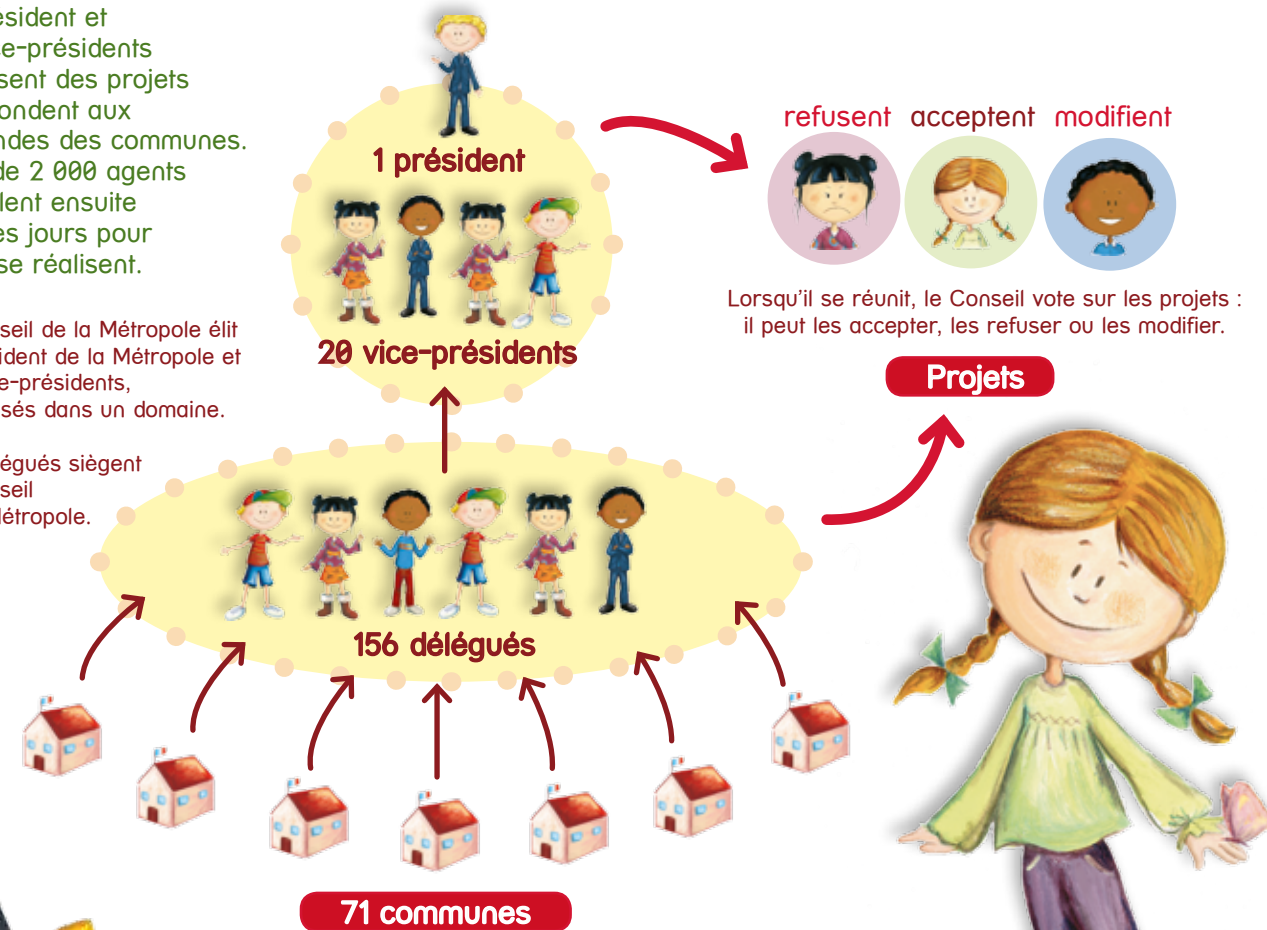 ésident et
e-présidents
sent des projets
ondent aux
ndes des communes.
de 2 000 agents
lent ensuite
es jours pour
se réalisent.
seil de la Métropole élit
ident de la Métropole et
e-présidents,
sés dans un domaine.
égués siègent
seil
létropole.
1 président
20 vice-présidents
156 délégués
71 communes
refusent acceptent modifient
Lorsqu'il se réunit, le Conseil vote sur les projets :
il peut les accepter, les refuser ou les modifier.
Projets